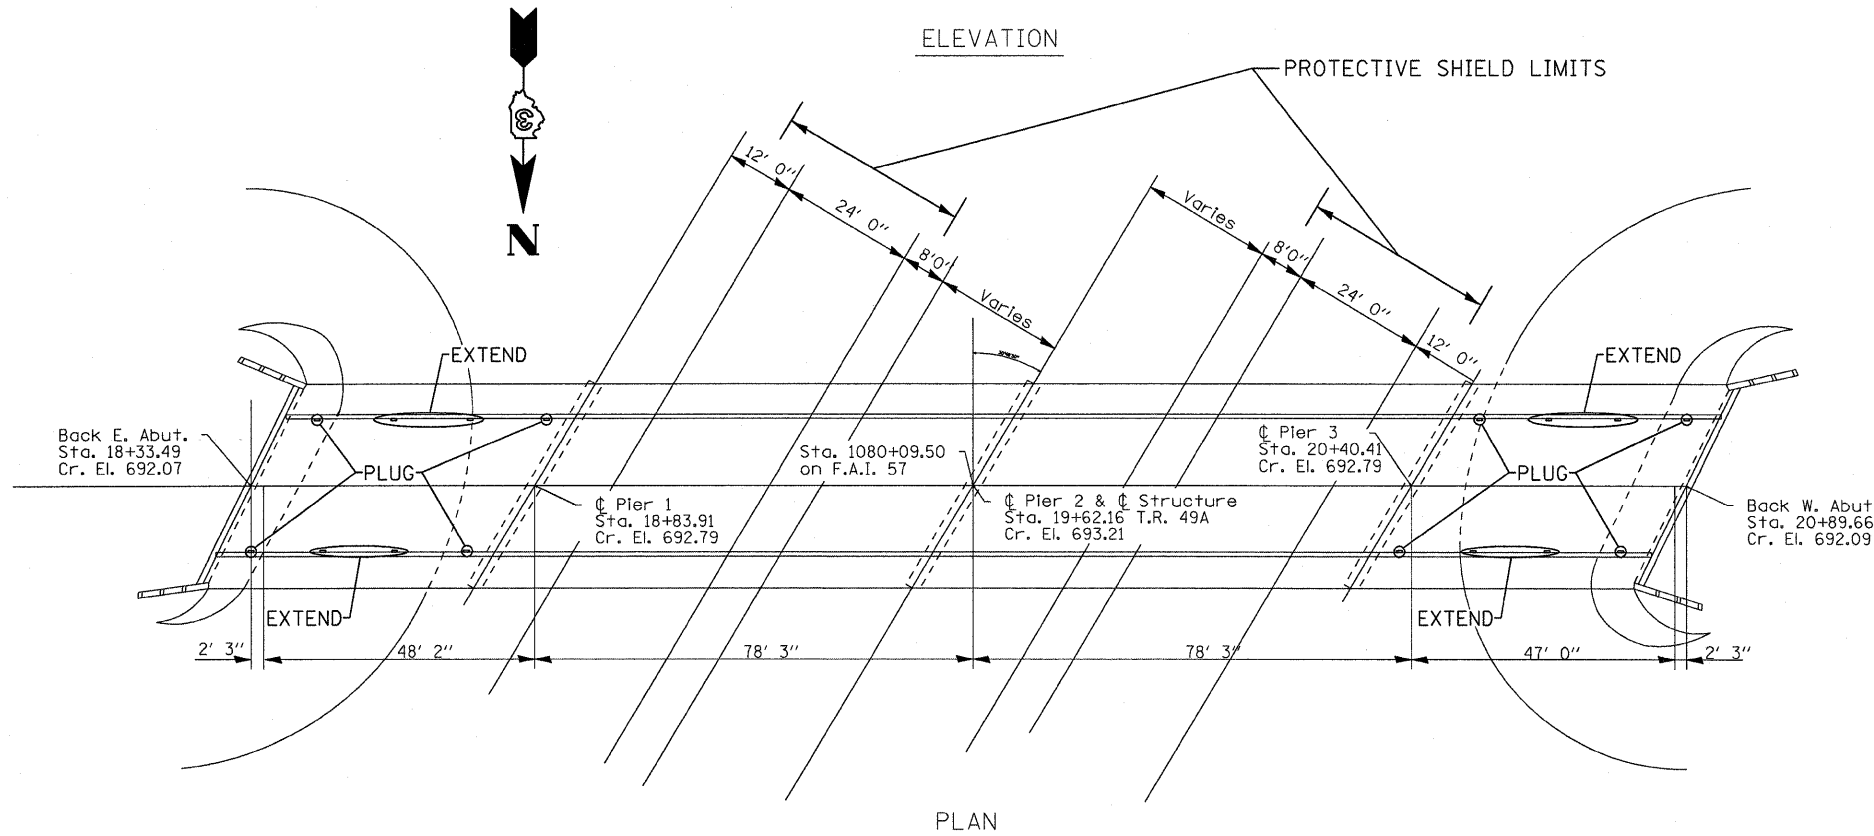 ELEVATION
PROTECTIVE SHIELD LIMITS
N
12' 0"
24' 0"
8'0"
Varies
Varies
8'0"
24' 0"
12' 0"
EXTEND
EXTEND
Back E. Abut.
Sta. 18+33.49
Cr. El. 692.07
PLUG
Sta. 1080+09.50
on F.A.I. 57
℄ Pier 3
Sta. 20+40.41
Cr. El. 692.79
PLUG
℄ Pier 1
Sta. 18+83.91
Cr. El. 692.79
℄ Pier 2 & ℄ Structure
Sta. 19+62.16 T.R. 49A
Cr. El. 693.21
Back W. Abut
Sta. 20+89.66
Cr. El. 692.09
EXTEND
EXTEND
2' 3"
48' 2"
78' 3"
78' 3"
47' 0"
2' 3"
PLAN